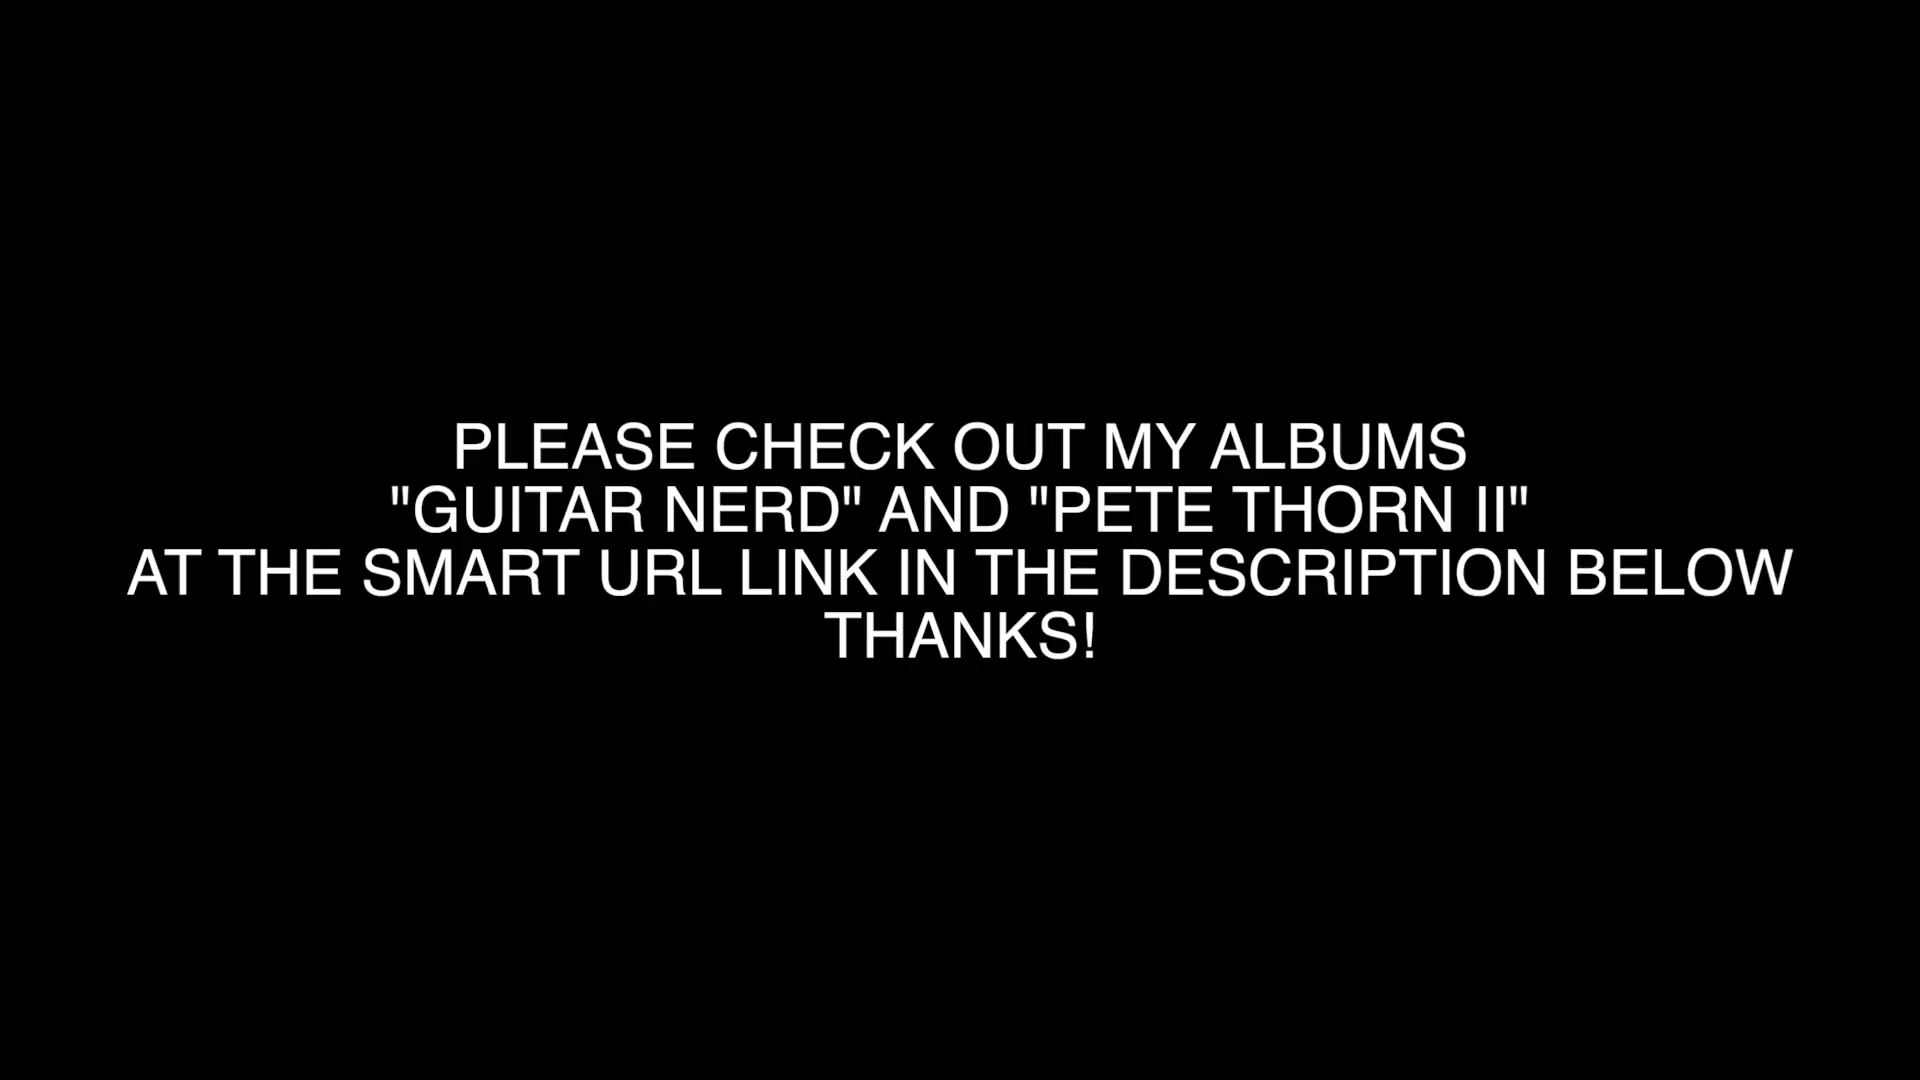 PLEASE CHECK OUT MY ALBUMS
"GUITAR NERD" AND "PETE THORN II"
AT THE SMART URL LINK IN THE DESCRIPTION BELOW
THANKS!